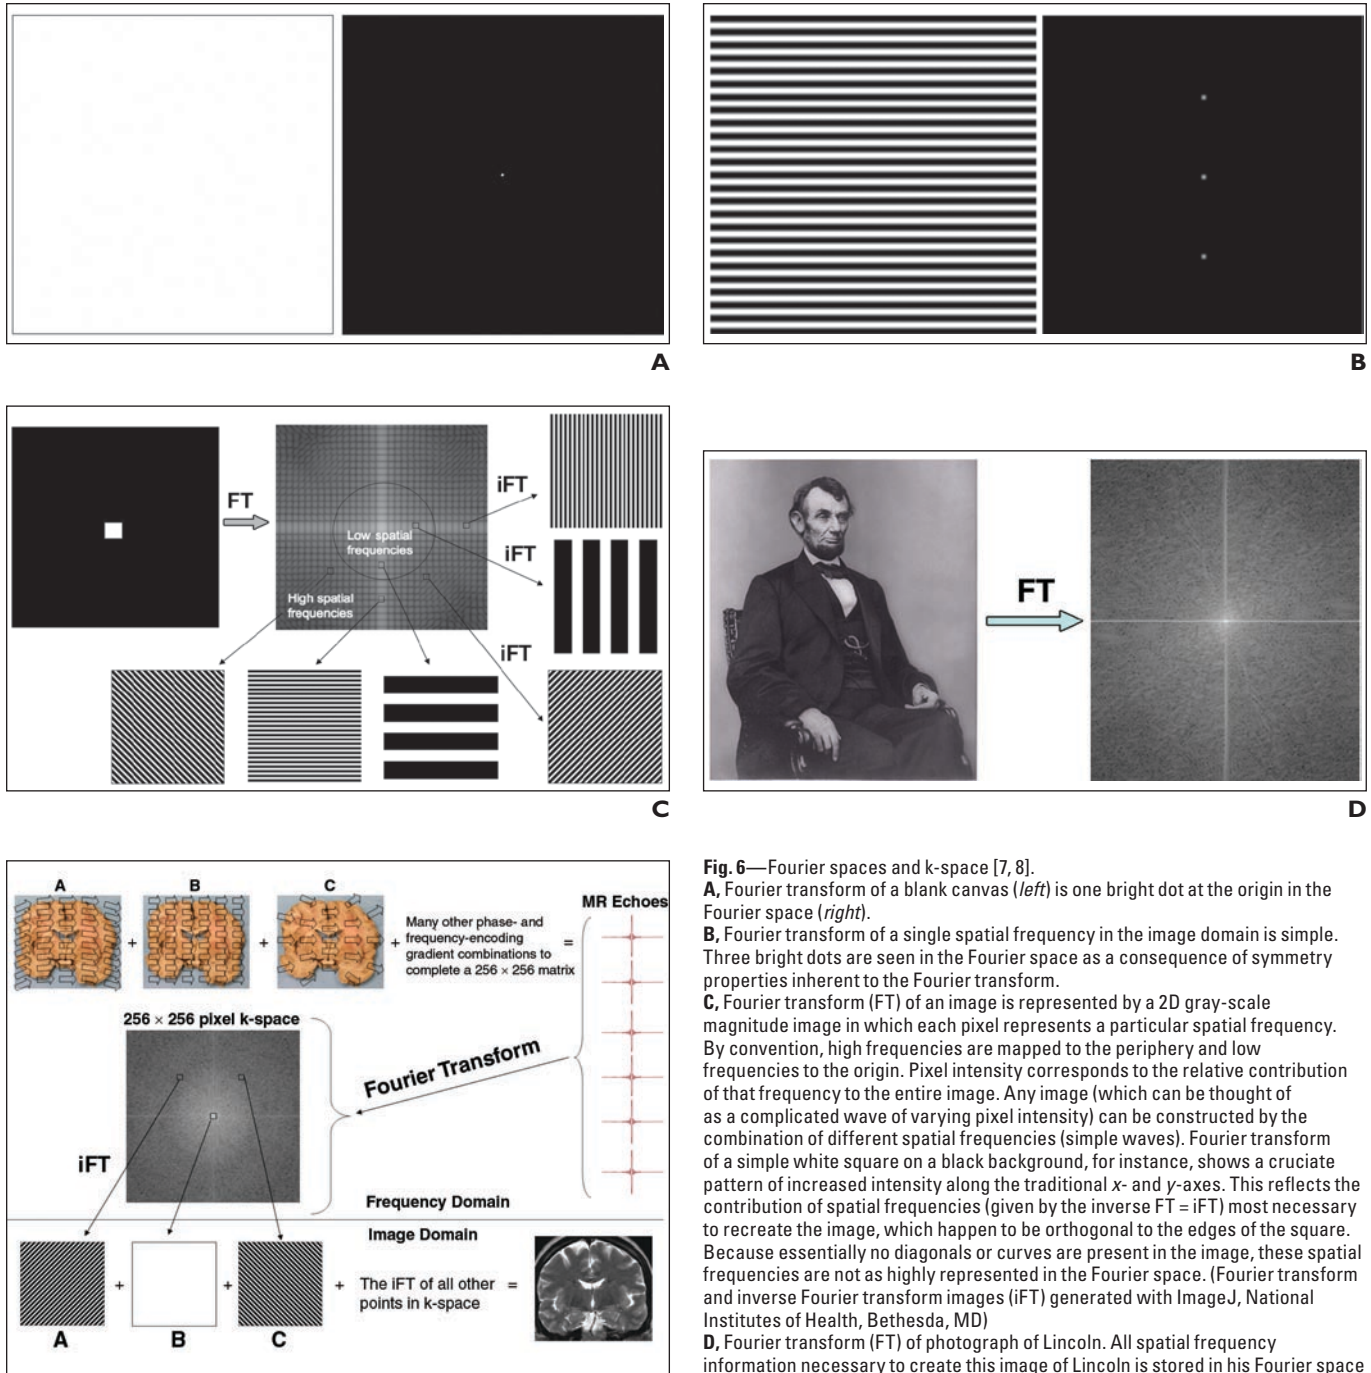 A
B
FT
Low spatial
frequencies
High spatial
frequencies
iFT
iFT
iFT
C
FT
D
A
B
C
+
+
+
Many other phase- and
frequency-encoding
gradient combinations to
complete a 256 × 256 matrix
=
MR Echoes
256 × 256 pixel k-space
Fourier Transform
iFT
Frequency Domain
Image Domain
+
+
+
The iFT of all other
points in k-space
=
A
B
C
Fig. 6—Fourier spaces and k-space [7, 8].
A, Fourier transform of a blank canvas (left) is one bright dot at the origin in the
Fourier space (right).
B, Fourier transform of a single spatial frequency in the image domain is simple.
Three bright dots are seen in the Fourier space as a consequence of symmetry
properties inherent to the Fourier transform.
C, Fourier transform (FT) of an image is represented by a 2D gray-scale
magnitude image in which each pixel represents a particular spatial frequency.
By convention, high frequencies are mapped to the periphery and low
frequencies to the origin. Pixel intensity corresponds to the relative contribution
of that frequency to the entire image. Any image (which can be thought of
as a complicated wave of varying pixel intensity) can be constructed by the
combination of different spatial frequencies (simple waves). Fourier transform
of a simple white square on a black background, for instance, shows a cruciate
pattern of increased intensity along the traditional x- and y-axes. This reflects the
contribution of spatial frequencies (given by the inverse FT = iFT) most necessary
to recreate the image, which happen to be orthogonal to the edges of the square.
Because essentially no diagonals or curves are present in the image, these spatial
frequencies are not as highly represented in the Fourier space. (Fourier transform
and inverse Fourier transform images (iFT) generated with ImageJ, National
Institutes of Health, Bethesda, MD)
D, Fourier transform (FT) of photograph of Lincoln. All spatial frequency
information necessary to create this image of Lincoln is stored in his Fourier space